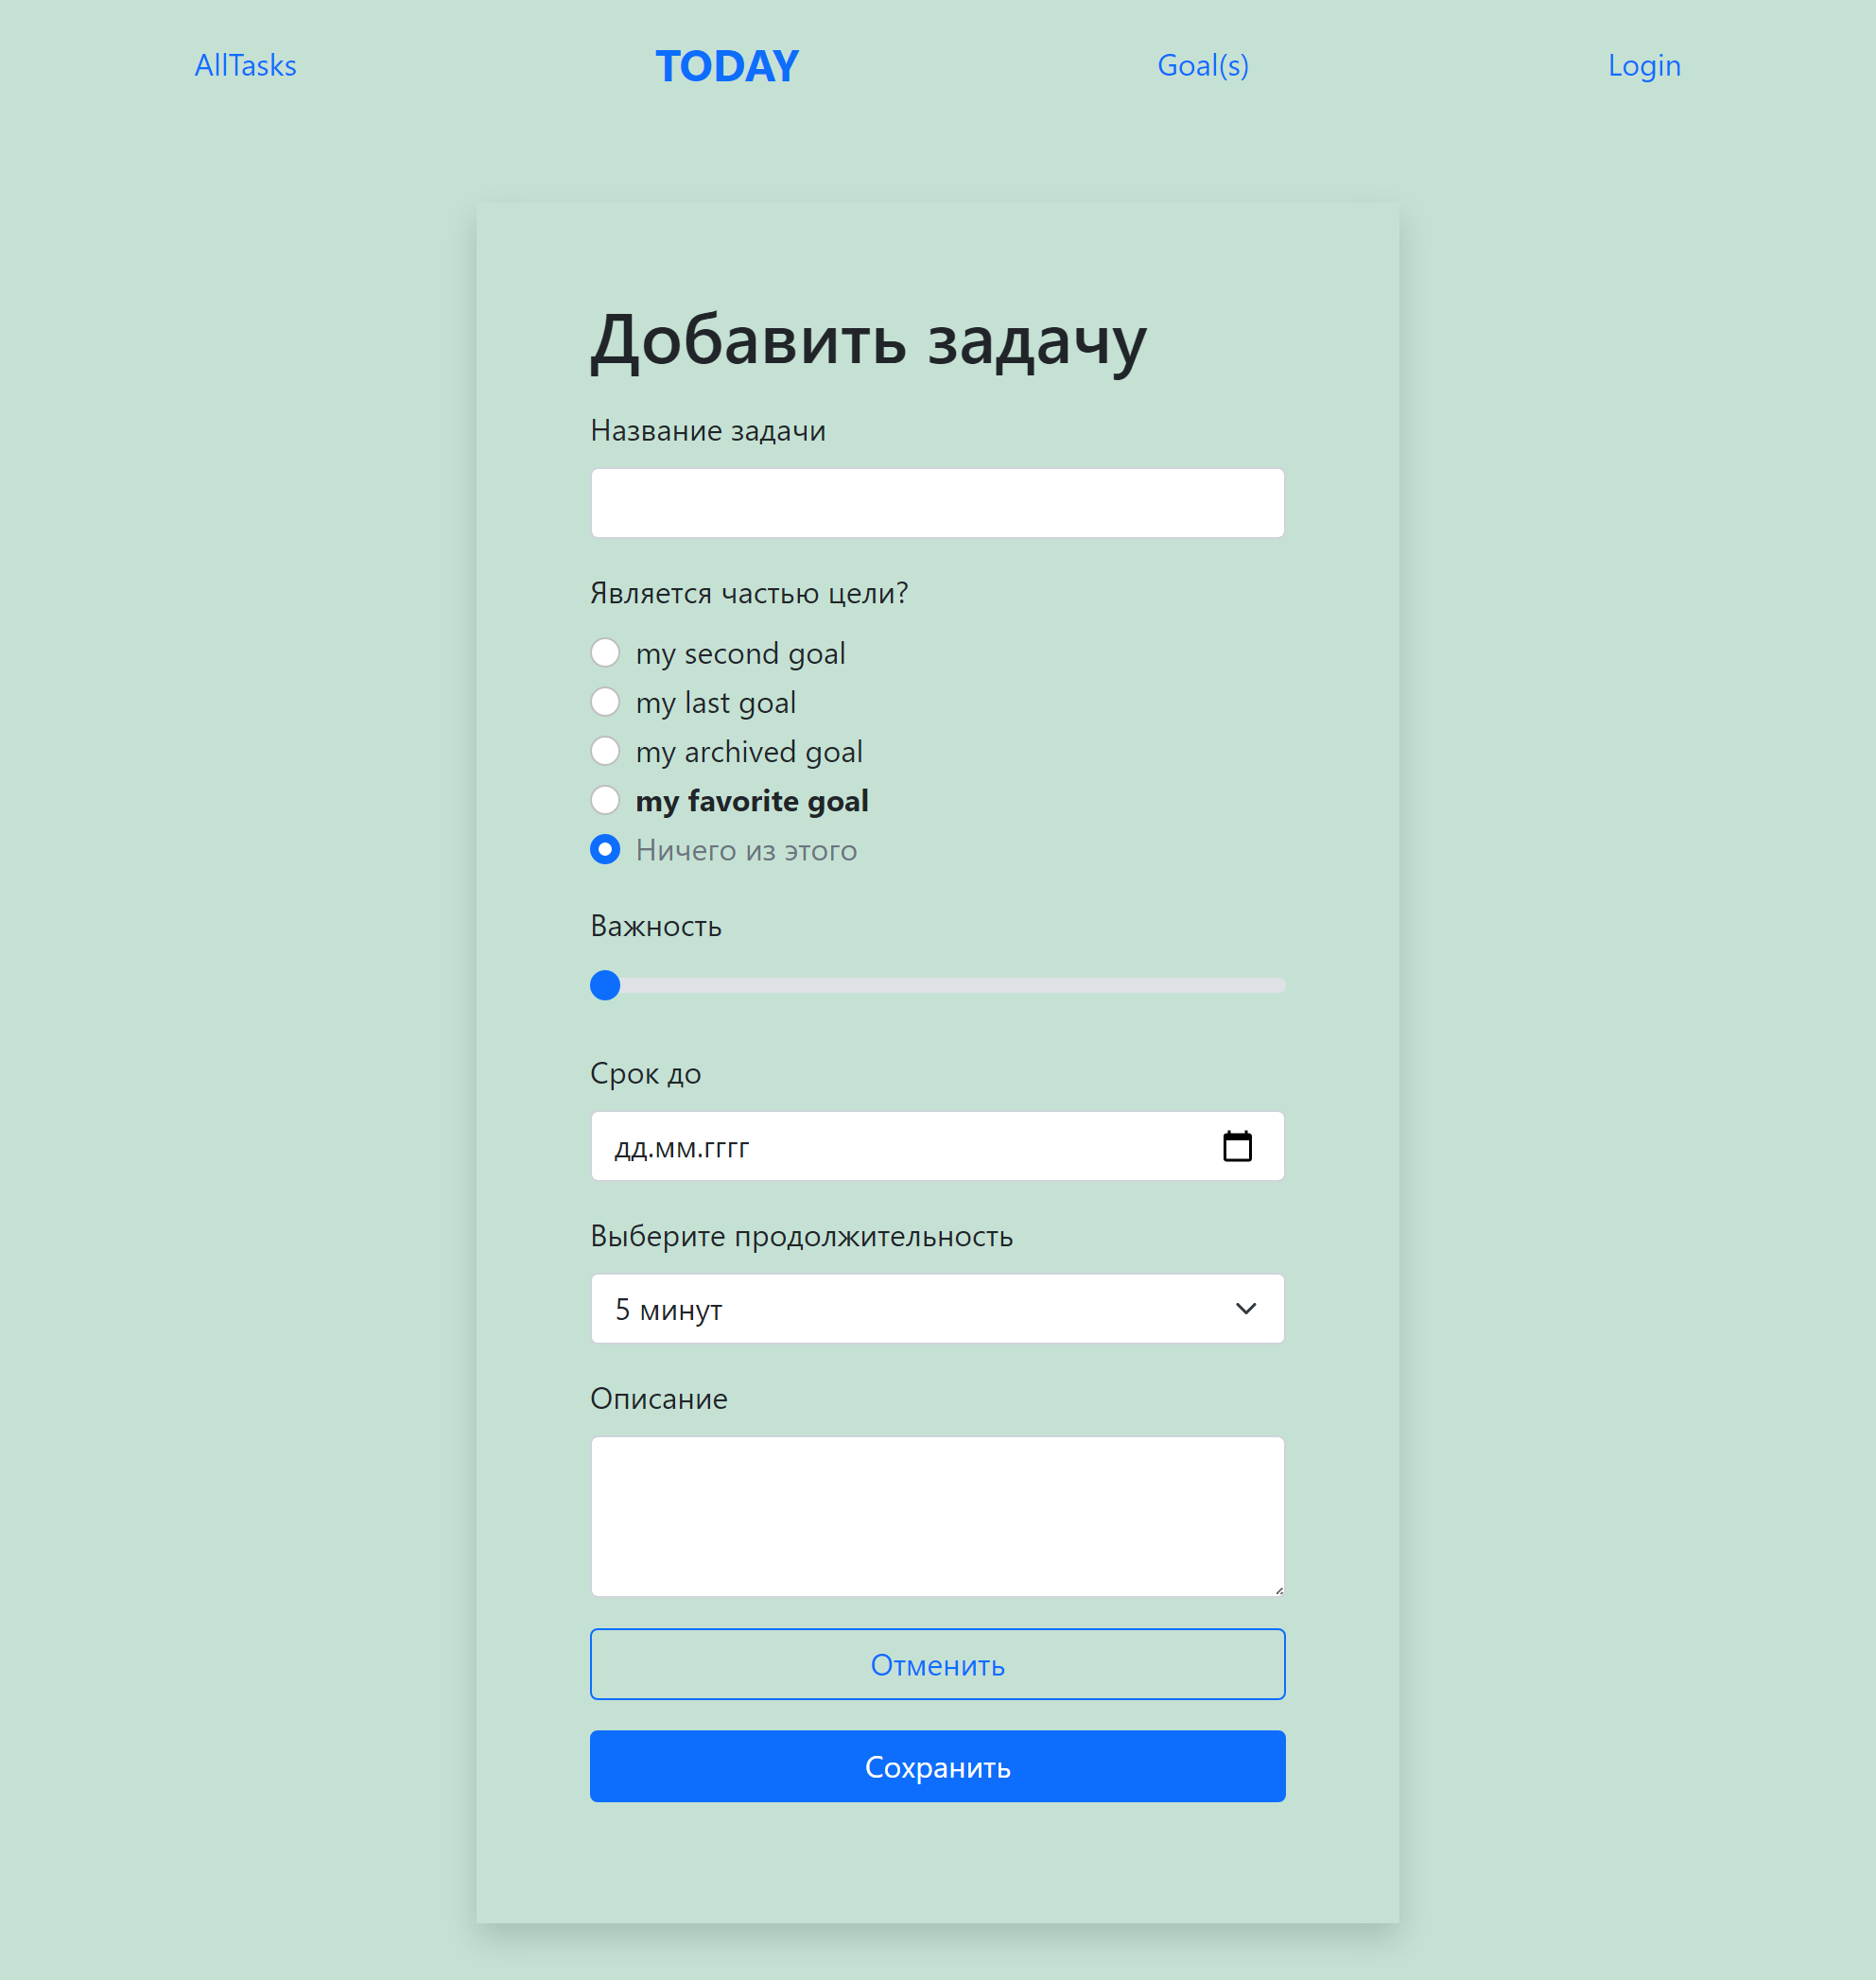 AllTasks
TODAY
Goal(s)
Login
Добавить задачу
Название задачи
Является частью цели?
my second goal
my last goal
my archived goal
my favorite goal
Ничего из этого
Важность
Срок до
дд.мм.гггг
Выберите продолжительность
5 минут
Описание
Отменить
Сохранить